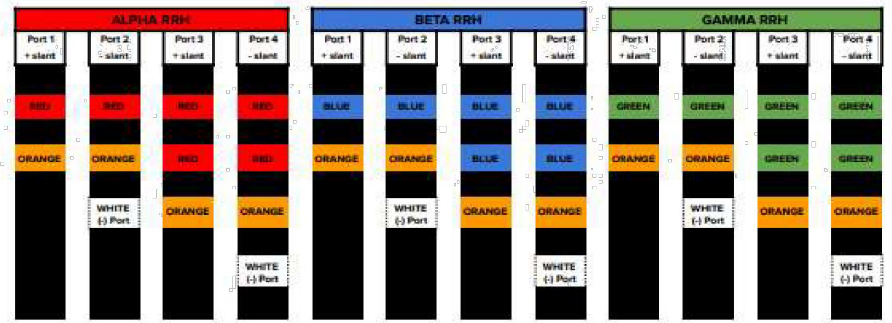 ALPHA RRH BETA RRH GAMMA RRH
Port 1 Port 2 Port 3 Port 4 Port 1 Port 2 Port 3 Port 4 Port 1 Port 2 Port 3 Port 4
+ slant - slant + slant - slant + slant - slant + slant - slant + slant - slant + slant - slant
RED RED RED RED BLUE BLUE BLUE BLUE GREEN GREEN GREEN GREEN
ORANGE ORANGE RED RED ORANGE ORANGE BLUE BLUE ORANGE ORANGE GREEN GREEN
WHITE ORANGE ORANGE WHITE ORANGE ORANGE WHITE ORANGE ORANGE
(-) Port (-) Port (-) Port
WHITE WHITE WHITE
(-) Port (-) Port (-) Port